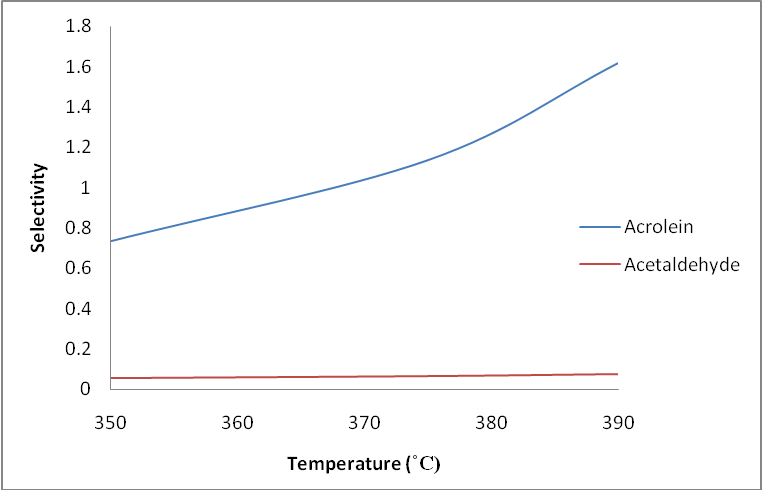 1.8
1.6
1.4
1.2
1
0.8
0.6
0.4
0.2
0
Selectivity
350 360 370 380 390
Temperature (˚C)
Acrolein
Acetaldehyde